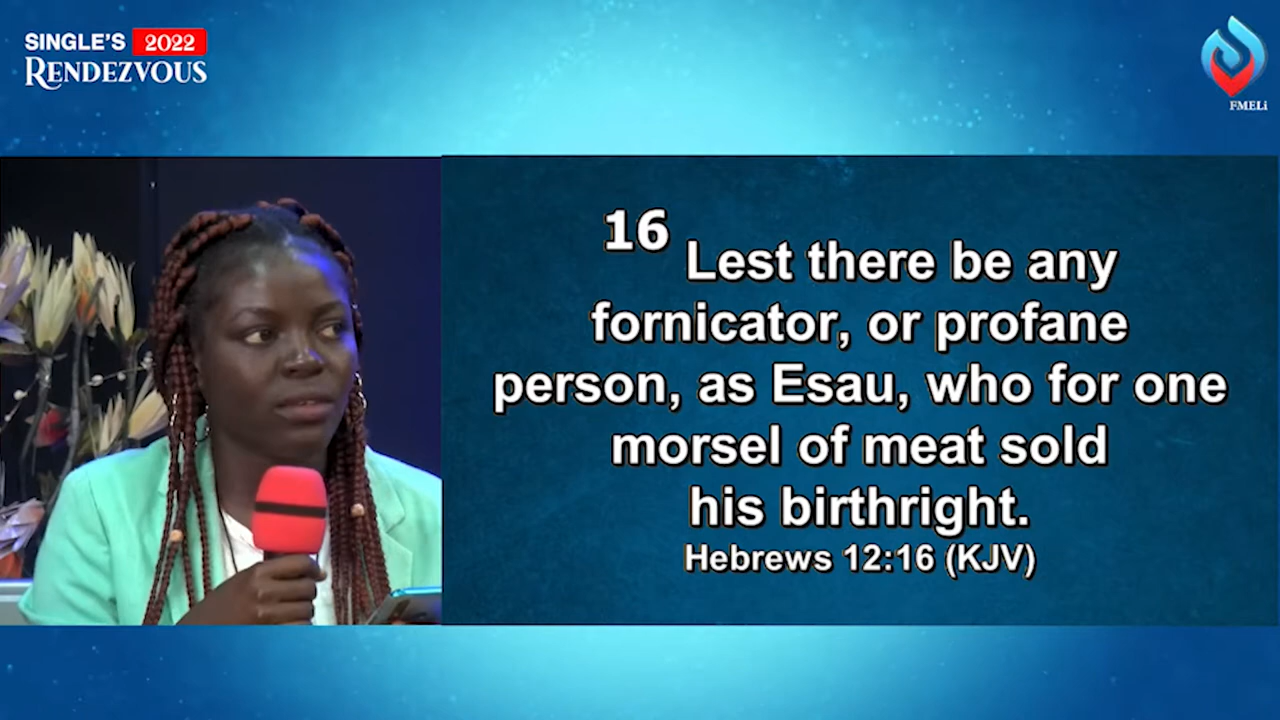 SINGLE'S 2022
RENDEZVOUS
FMELi
16 Lest there be any
fornicator, or profane
person, as Esau, who for one
morsel of meat sold
his birthright.
Hebrews 12:16 (KJV)